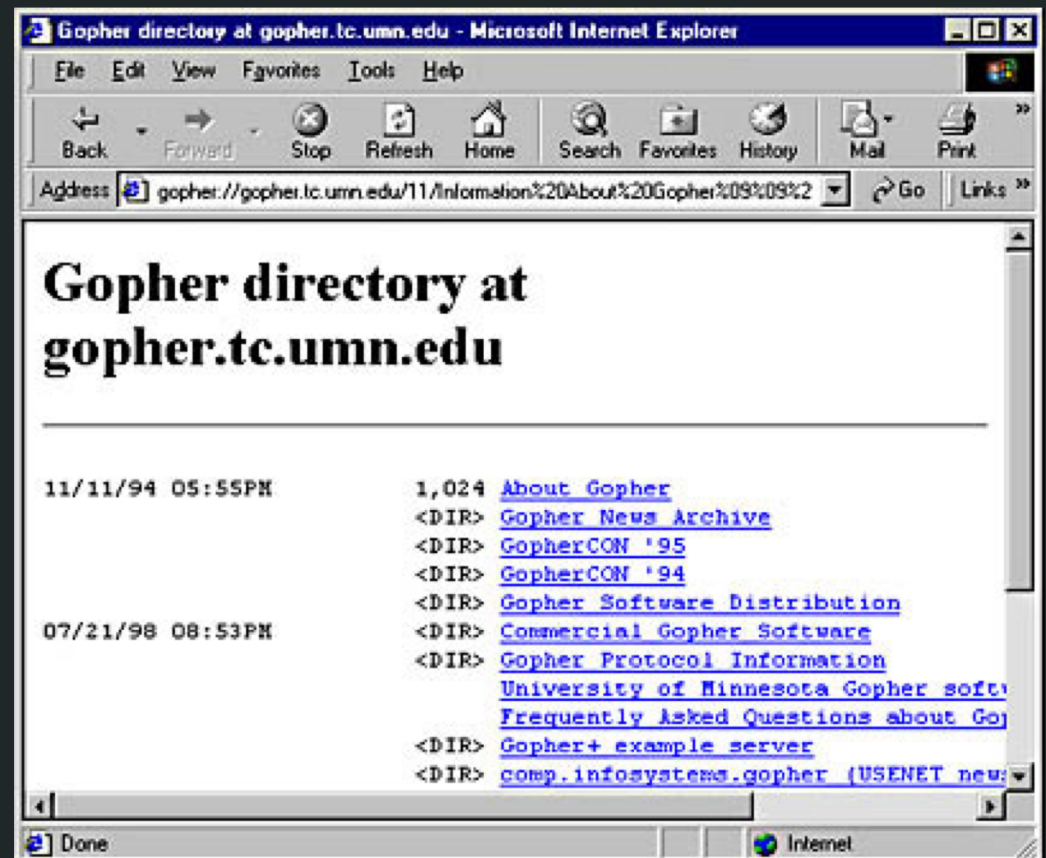 Gopher directory at gopher.tc.umn.edu - Microsoft Internet Explorer
File Edit View Favorites Tools Help
Back Forward Stop Refresh Home Search Favorites History Mail Print »
Address gopher://gopher.tc.umn.edu/11/Information%20About%20Gopher%09%09%2 Go Links »
Gopher directory at
gopher.tc.umn.edu
11/11/94 05:55PM 1,024 About Gopher
<DIR> Gopher News Archive
<DIR> GopherCON '95
<DIR> GopherCON '94
<DIR> Gopher Software Distribution
07/21/98 08:53PM <DIR> Commercial Gopher Software
<DIR> Gopher Protocol Information
University of Minnesota Gopher soft
Frequently Asked Questions about Go
<DIR> Gopher+ example server
<DIR> comp.infosystems.gopher (USENET new
Done Internet